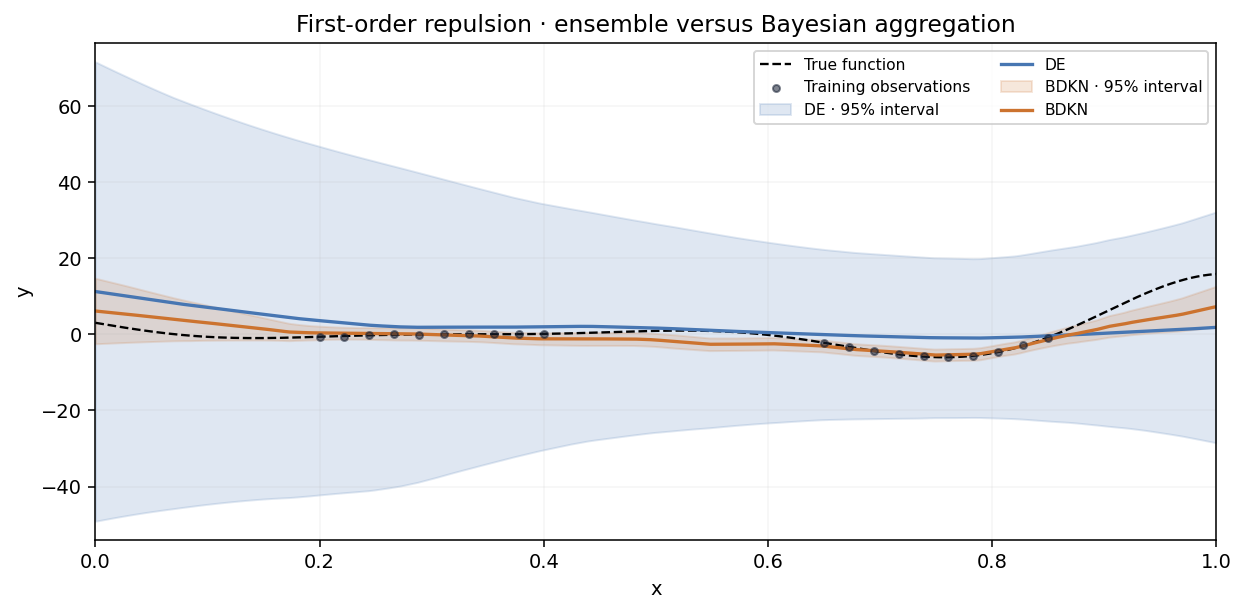 First-order repulsion · ensemble versus Bayesian aggregation
True function
Training observations
DE · 95% interval
DE
BDKN · 95% interval
BDKN
y
60
40
20
0
−20
−40
0.0 0.2 0.4 0.6 0.8 1.0
x